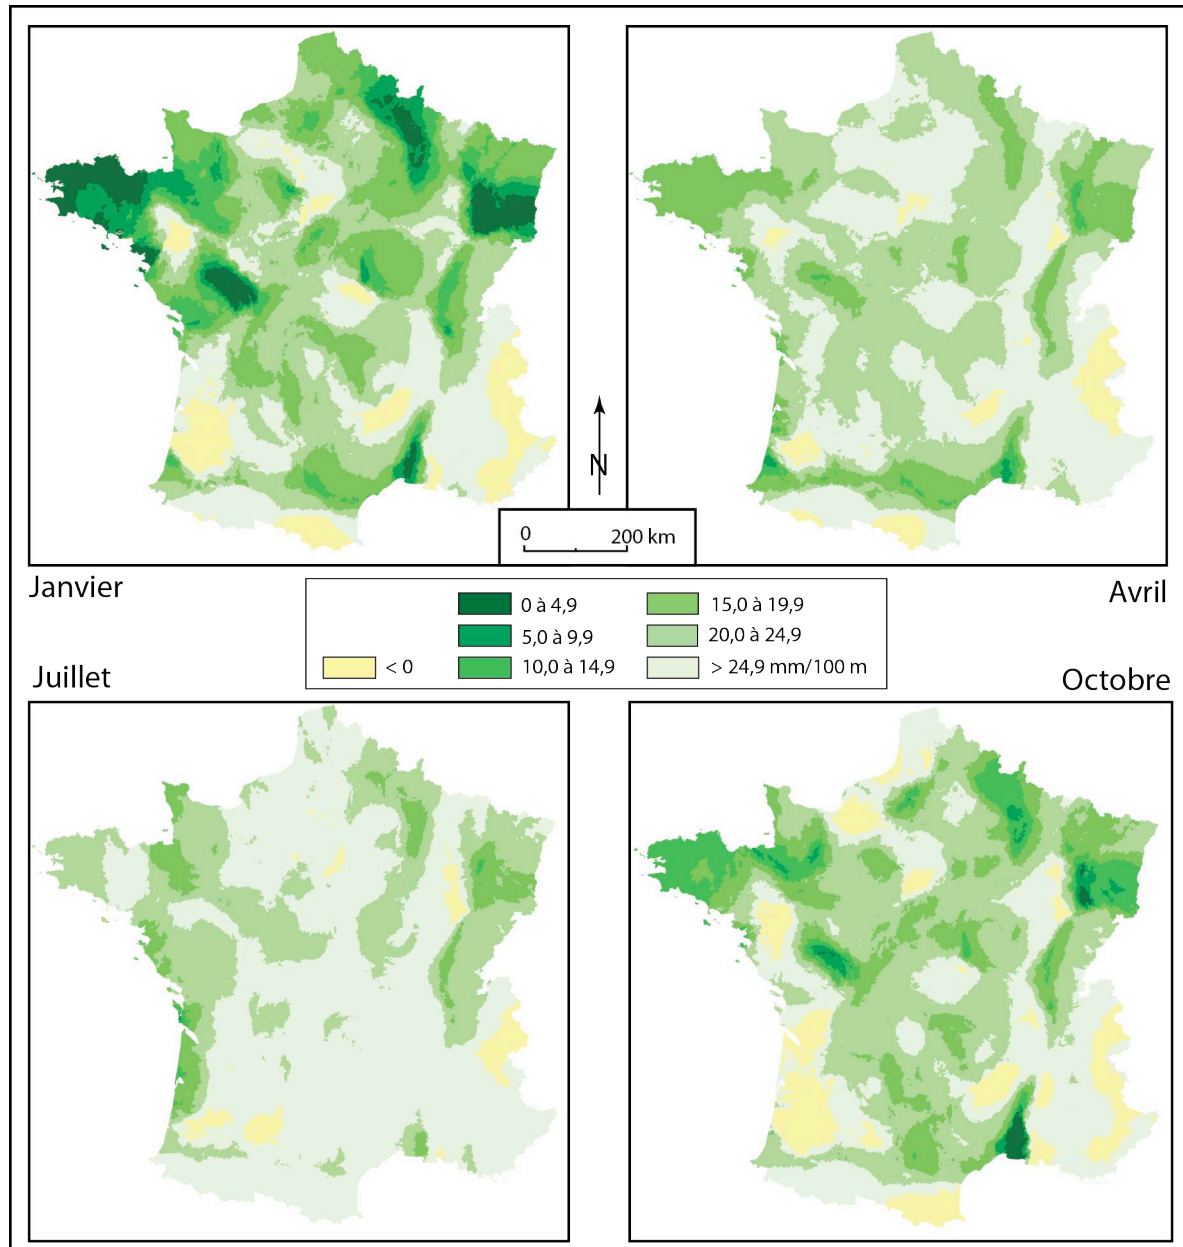 N
0 200 km
Janvier
Avril
0 à 4,9
15,0 à 19,9
5,0 à 9,9
20,0 à 24,9
< 0
10,0 à 14,9
> 24,9 mm/100 m
Juillet
Octobre